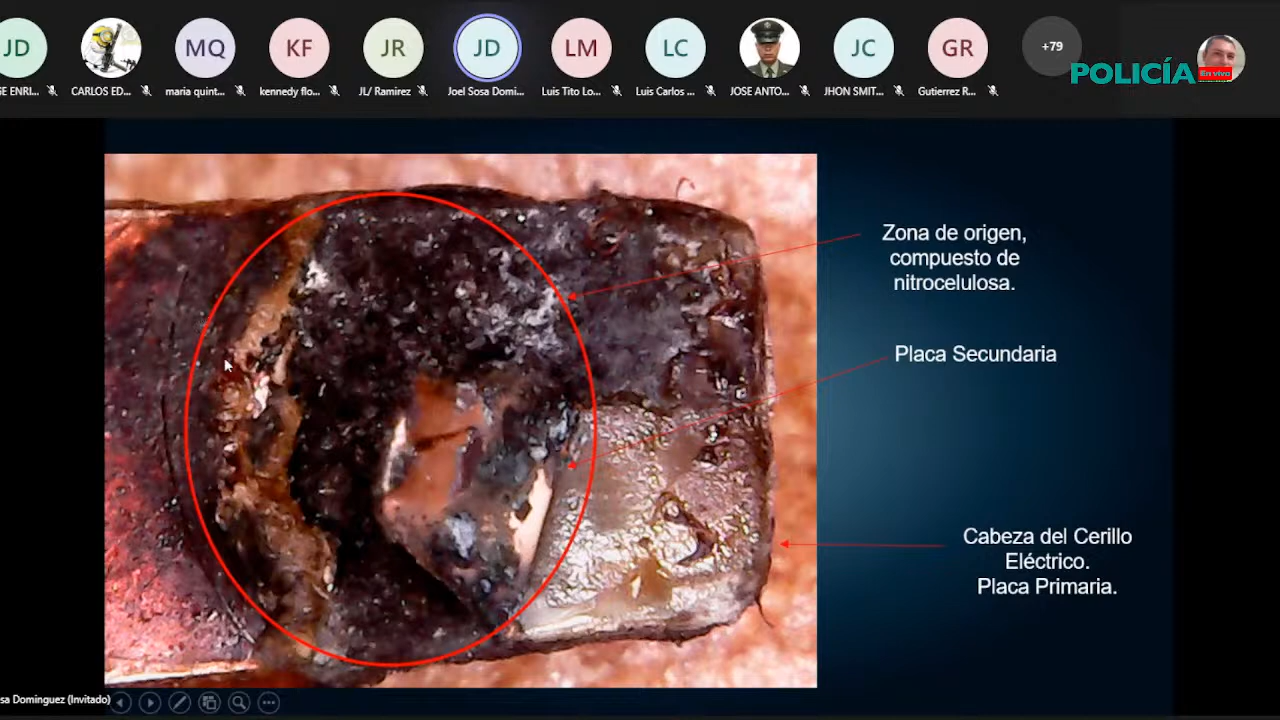 JD
MQ
KF
JR
JD
LM
LC
JC
GR
+79
POLICÍA
En vivo
GE ENRI...
CARLOS ED...
maria quint...
kennedy flo...
JL/ Ramirez
Joel Sosa Domi...
Luis Tito Lo...
Luis Carlos ...
JOSE ANTO...
JHON SMIT...
Gutierrez R...
Zona de origen,
compuesto de
nitrocelulosa.
Placa Secundaria
Cabeza del Cerillo
Eléctrico.
Placa Primaria.
sa Dominguez (Invitado)